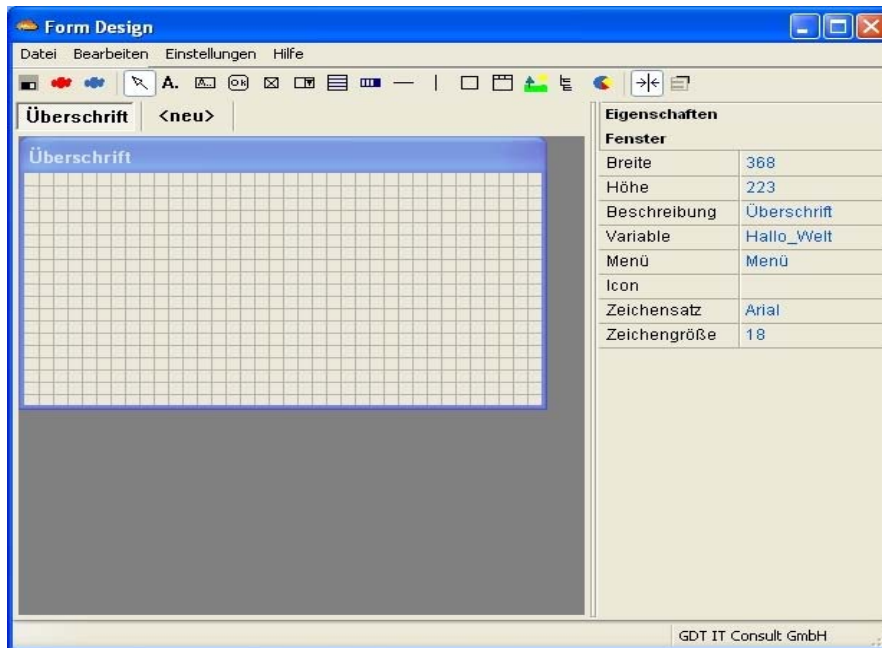 Form Design
Datei Bearbeiten Einstellungen Hilfe
A. A... Ok
Überschrift <neu>
Überschrift
Eigenschaften
Fenster
Breite 368
Höhe 223
Beschreibung Überschrift
Variable Hallo_Welt
Menü Menü
Icon
Zeichensatz Arial
Zeichengröße 18
GDT IT Consult GmbH